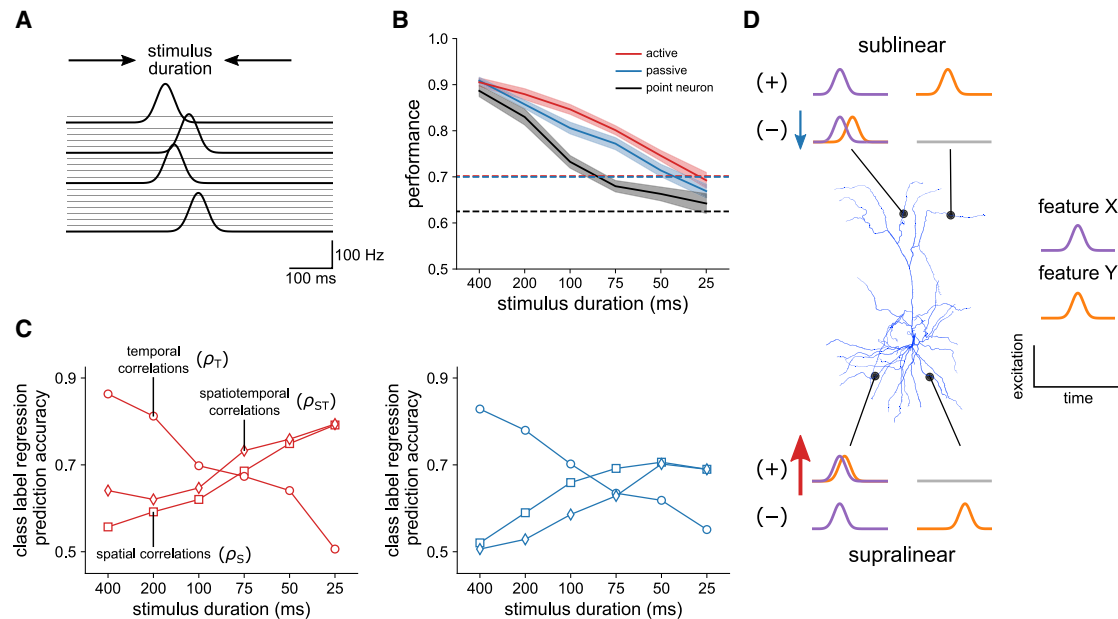 A
stimulus
duration
100 Hz
100 ms
B
1.0
0.9
0.8
0.7
0.6
0.5
performance
active
passive
point neuron
400
200
100
75
50
25
stimulus duration (ms)
C
temporal
correlations (ρT)
spatiotemporal
correlations (ρST)
spatial correlations (ρS)
0.9
0.7
0.5
class label regression
prediction accuracy
400
200
100
75
50
25
stimulus duration (ms)
0.9
0.7
0.5
class label regression
prediction accuracy
400
200
100
75
50
25
stimulus duration (ms)
D
sublinear
(+)
(−)
feature X
feature Y
excitation
time
(+)
(−)
supralinear